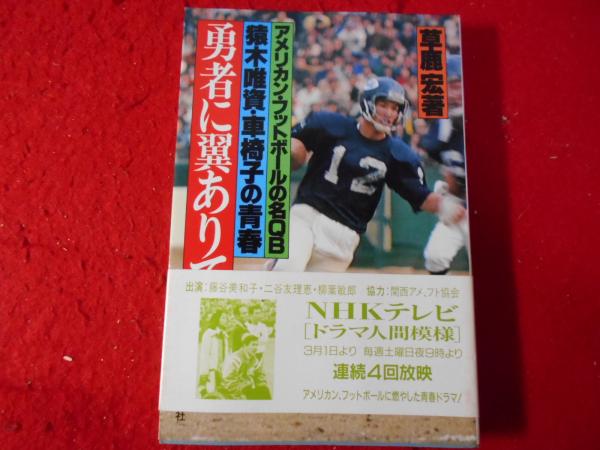 草鹿 宏著
アメリカン・フットボールの名QB
猿木唯資・車椅子の青春
勇者に翼ありて
12
出演:藤谷美和子・二谷友理恵・柳葉敏郎 協力:関西アメ、フト協会
NHKテレビ
[ドラマ人間模様]
3月1日より 毎週土曜日夜9時より
連続4回放映
アメリカン、フットボールに燃やした青春ドラマ!
社